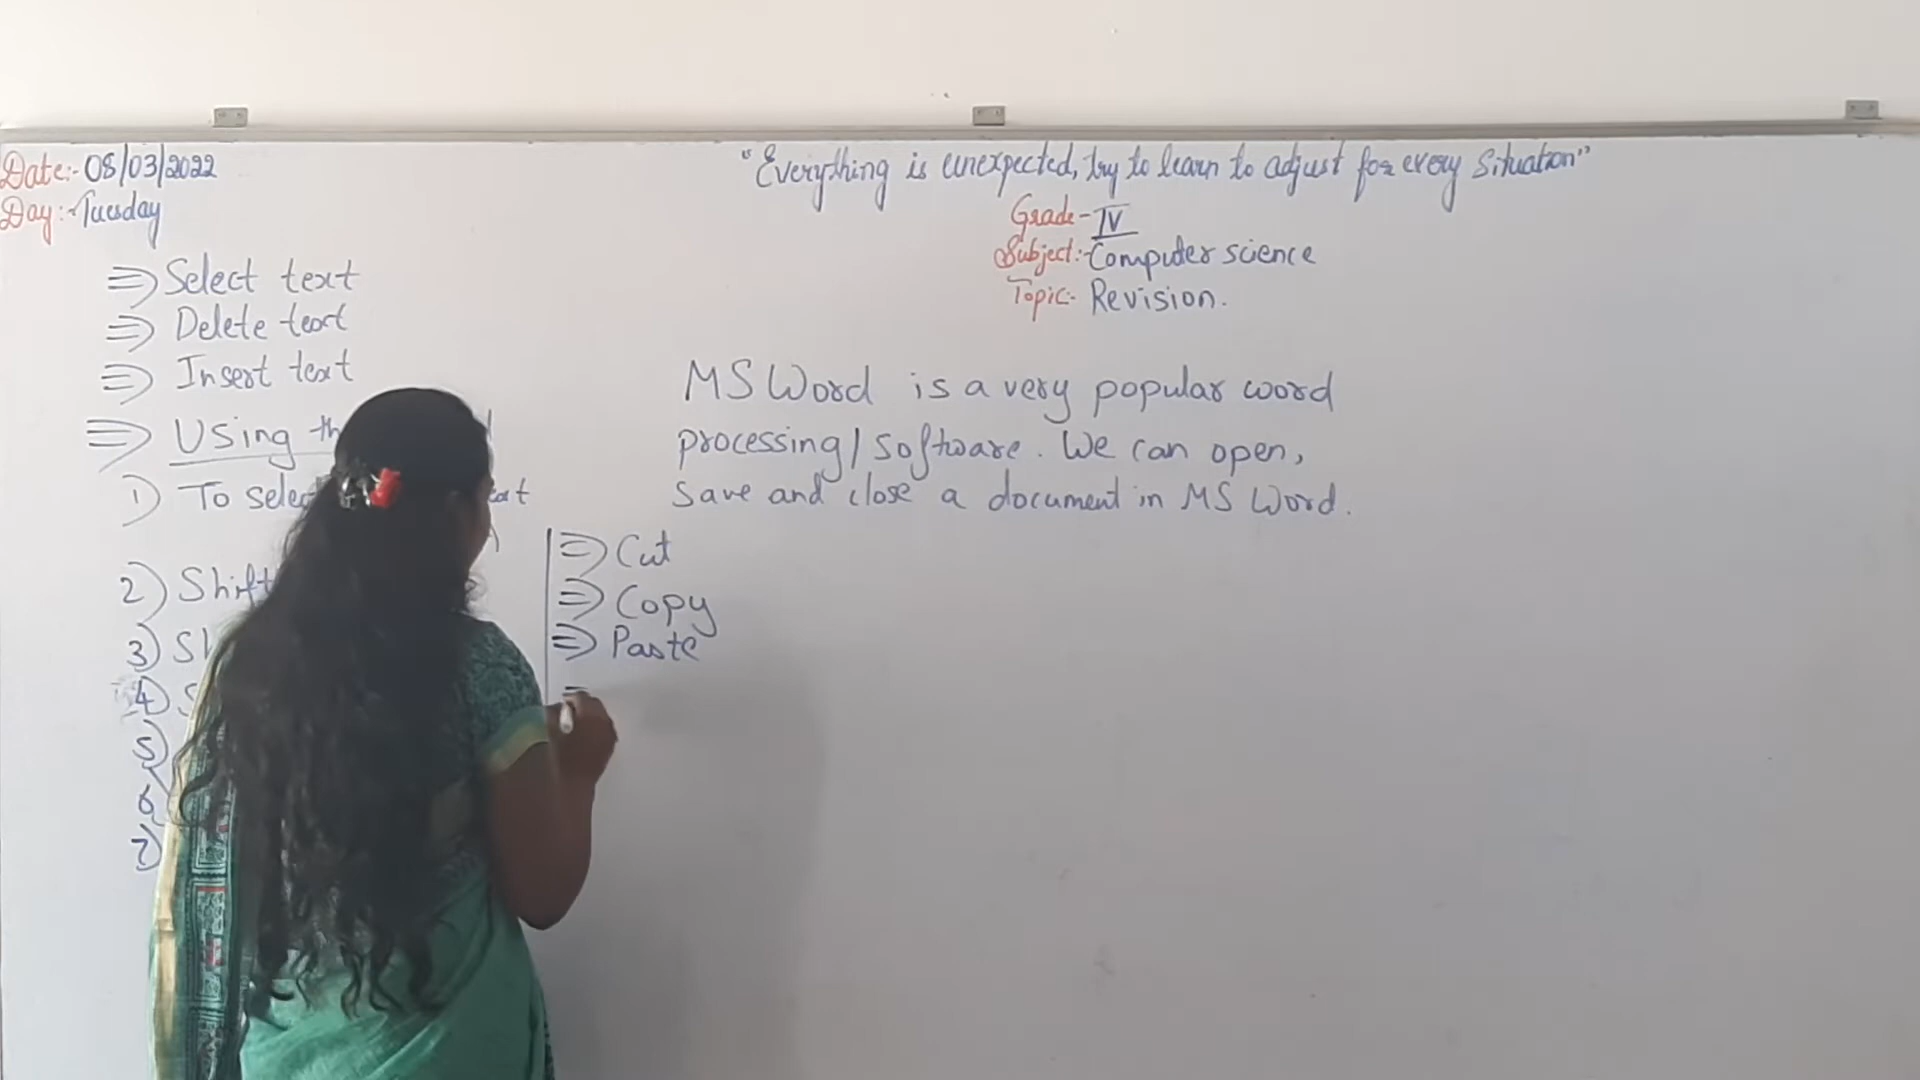 Date:- 08/03/2022
Day:- Tuesday
"Everything is unexpected, try to learn to adjust for every situation"
Grade- IV
Subject:- Computer science
Topic:- Revision.
⇒ Select text
⇒ Delete text
⇒ Insert text
⇒ Using
1) To
2) Shift
3)
4)
5)
6
7)
MS Word is a very popular word
processing/software. We can open,
save and close a document in MS Word.
⇒ Cut
⇒ Copy
⇒ Paste